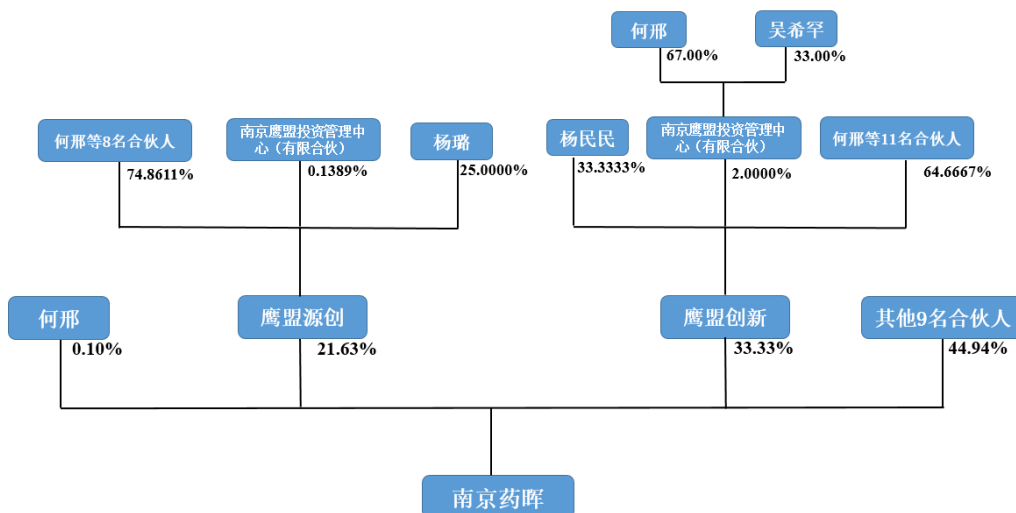 何邢
吴希罕
67.00%
33.00%
何邢等8名合伙人
南京鹰盟投资管理中
心（有限合伙）
杨璐
杨民民
南京鹰盟投资管理中
心（有限合伙）
何邢等11名合伙人
74.8611%
0.1389%
25.0000%
33.3333%
2.0000%
64.6667%
何邢
鹰盟源创
鹰盟创新
其他9名合伙人
0.10%
21.63%
33.33%
44.94%
南京药晖